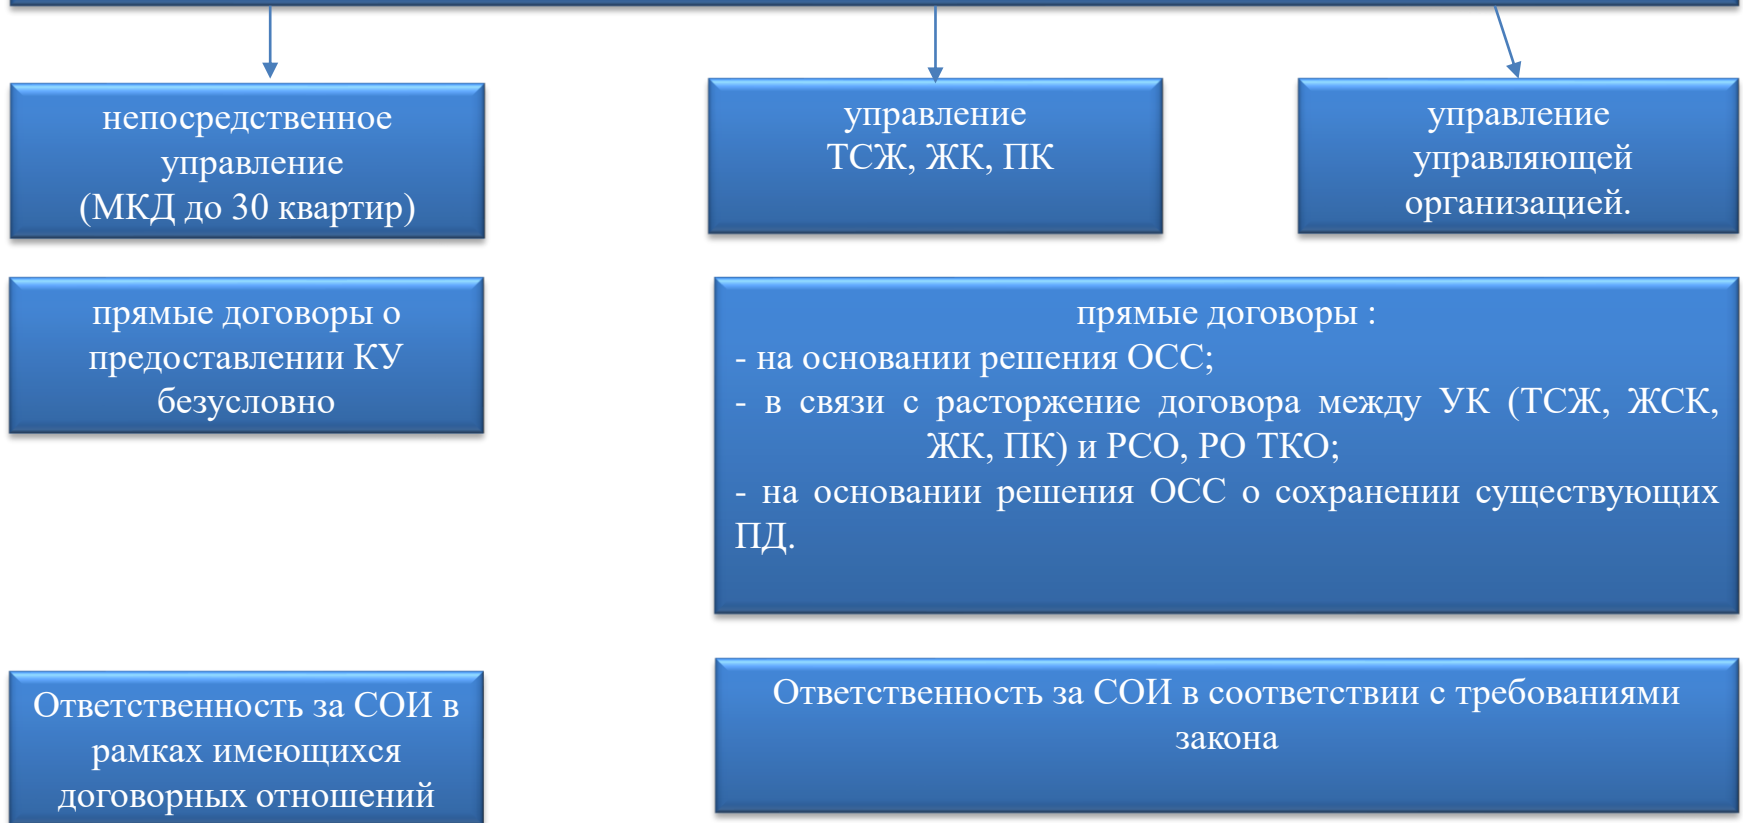 непосредственное
управление
(МКД до 30 квартир)
управление
ТСЖ, ЖК, ПК
управление
управляющей
организацией.
прямые договоры о
предоставлении КУ
безусловно
прямые договоры :
- на основании решения ОСС;
- в связи с расторжение договора между УК (ТСЖ, ЖСК,
ЖК, ПК) и РСО, РО ТКО;
- на основании решения ОСС о сохранении существующих
ПД.
Ответственность за СОИ в
рамках имеющихся
договорных отношений
Ответственность за СОИ в соответствии с требованиями
закона